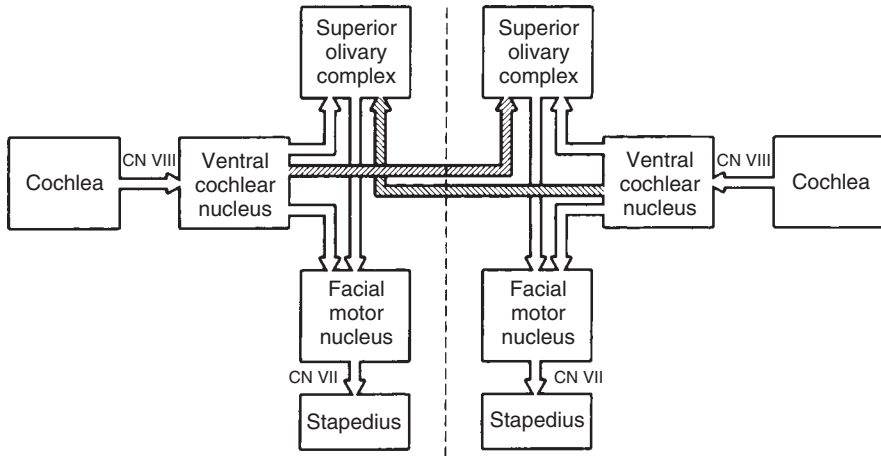 Superior
olivary
complex
Superior
olivary
complex
Cochlea
CN VIII
Ventral
cochlear
nucleus
Ventral
cochlear
nucleus
CN VIII
Cochlea
Facial
motor
nucleus
Facial
motor
nucleus
CN VII
CN VII
Stapedius
Stapedius